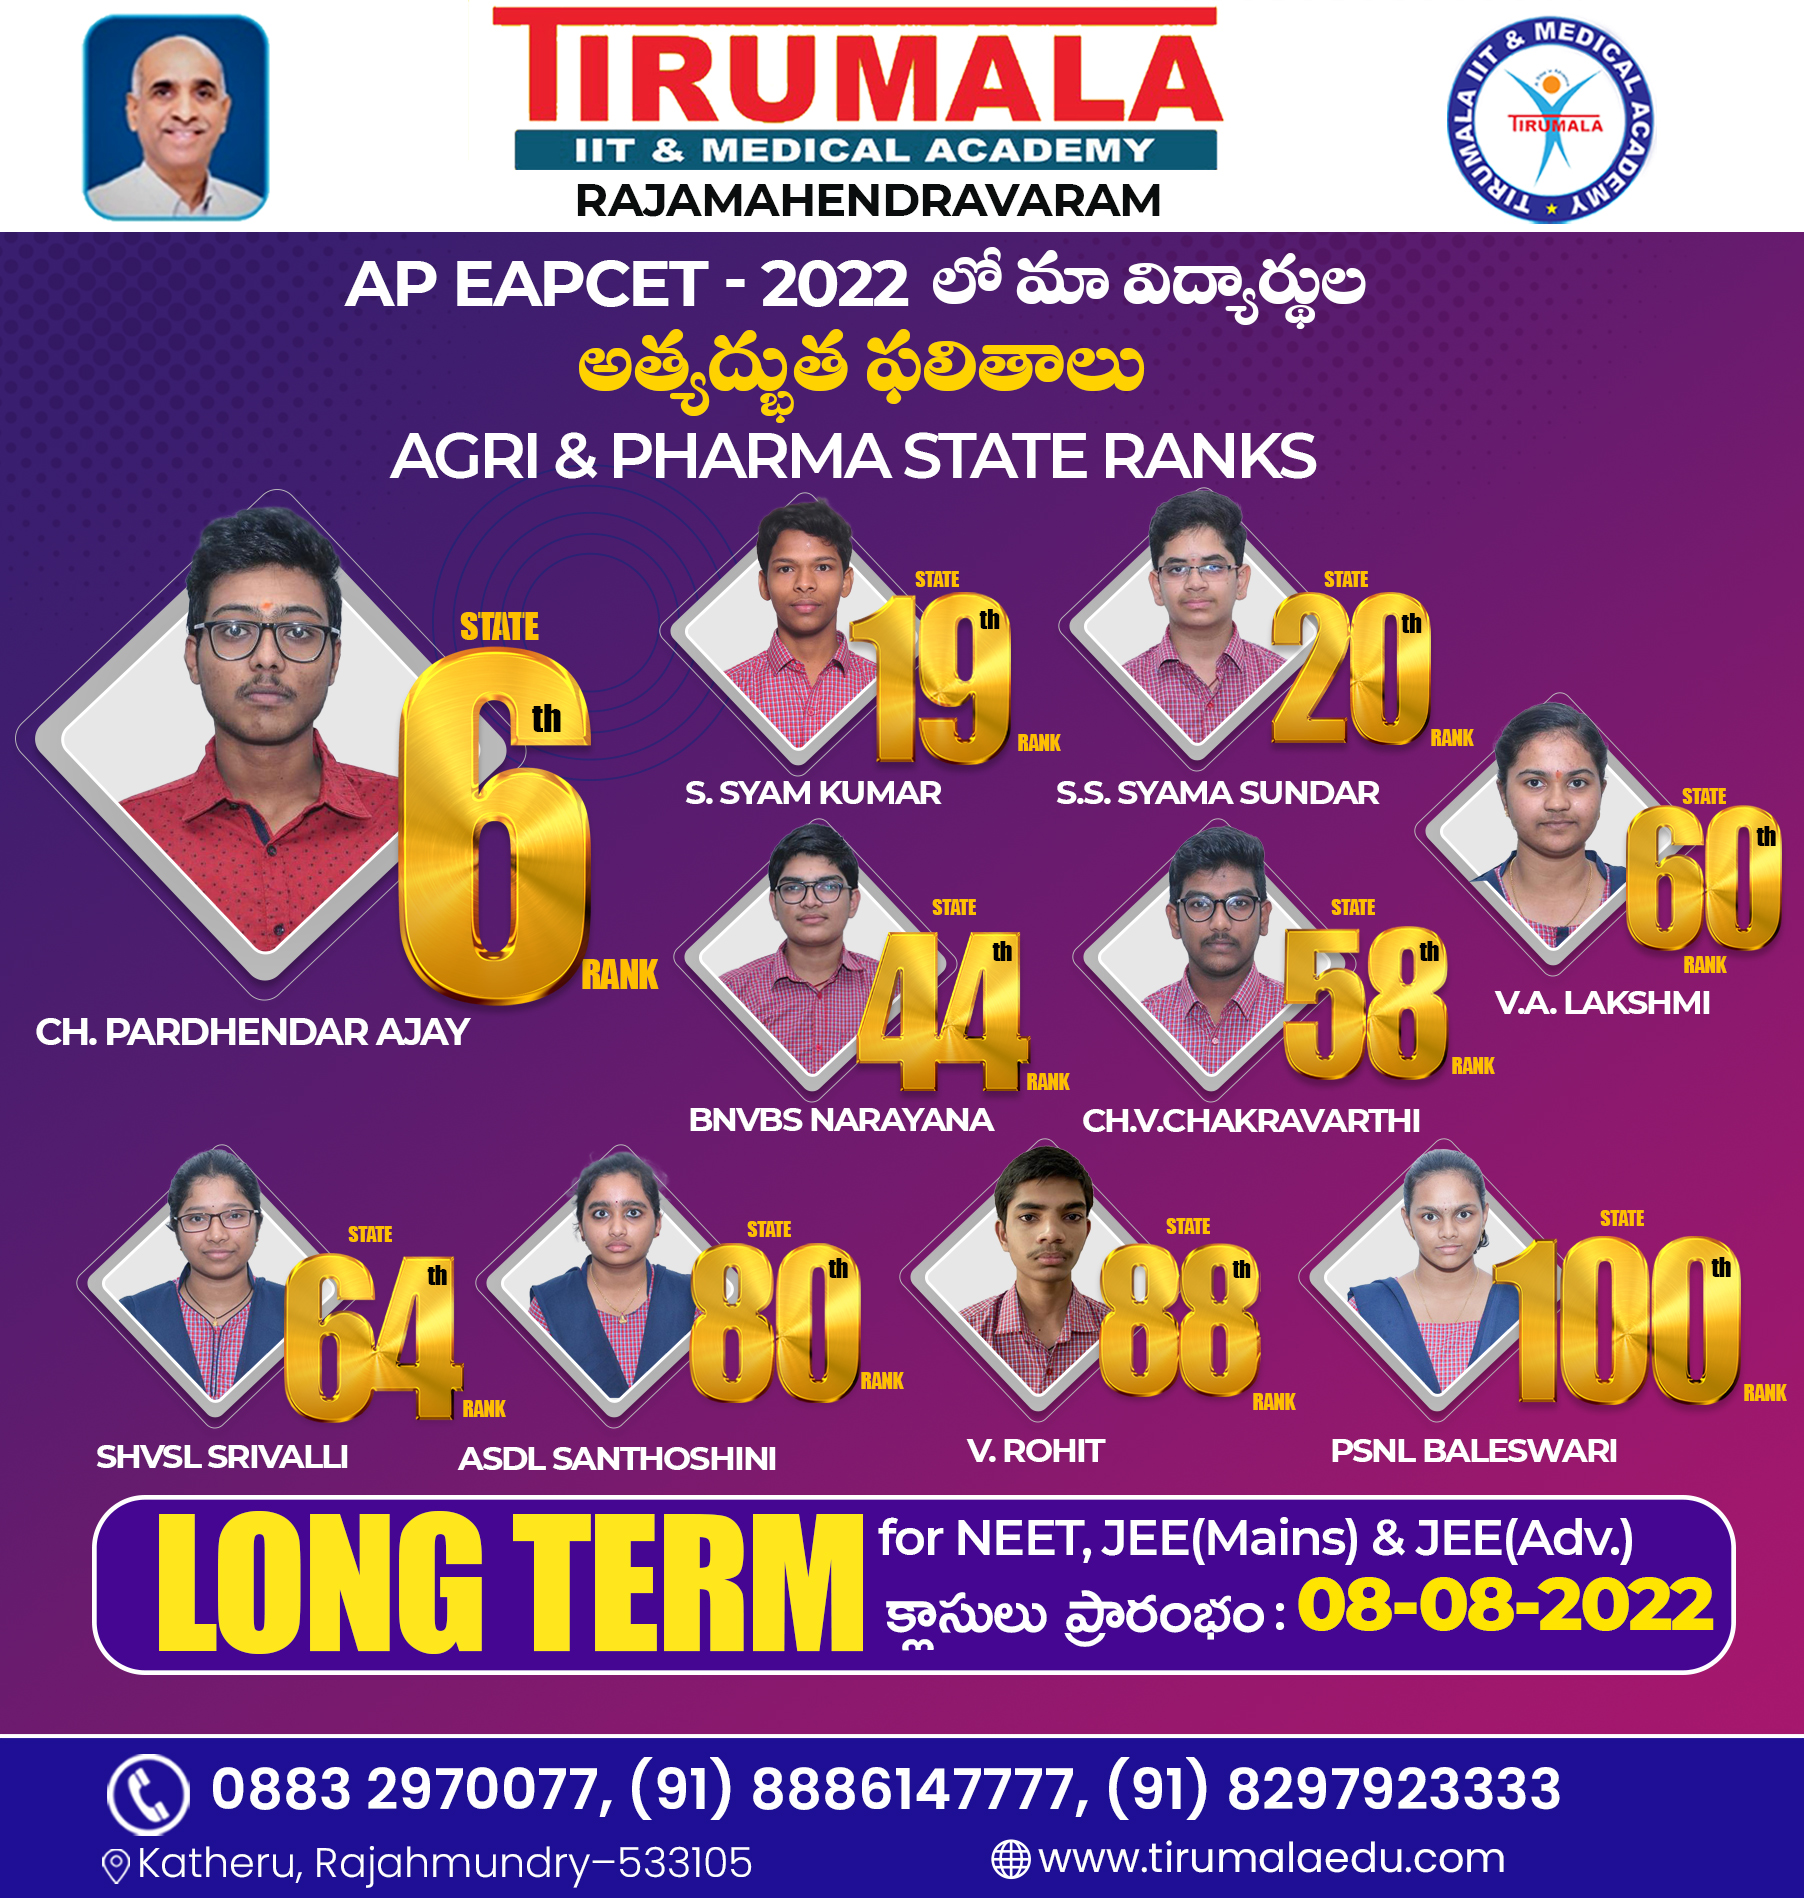 TIRUMALA
IIT & MEDICAL ACADEMY
RAJAMAHENDRAVARAM
TIRUMALA IIT & MEDICAL ACADEMY
TIRUMALA
AP EAPCET - 2022 లో మా విద్యార్థుల
అత్యద్భుత ఫలితాలు
AGRI & PHARMA STATE RANKS
STATE
6th
RANK
CH. PARDHENDAR AJAY
STATE
19th
RANK
S. SYAM KUMAR
STATE
20th
RANK
S.S. SYAMA SUNDAR
STATE
60th
RANK
V.A. LAKSHMI
STATE
44th
RANK
BNVBS NARAYANA
STATE
58th
RANK
CH.V.CHAKRAVARTHI
STATE
64th
RANK
SHVSL SRIVALLI
STATE
80th
RANK
ASDL SANTHOSHINI
STATE
88th
RANK
V. ROHIT
STATE
100th
RANK
PSNL BALESWARI
LONG TERM for NEET, JEE(Mains) & JEE(Adv.)
క్లాసులు ప్రారంభం : 08-08-2022
0883 2970077, (91) 8886147777, (91) 8297923333
Katheru, Rajahmundry–533105
www.tirumalaedu.com